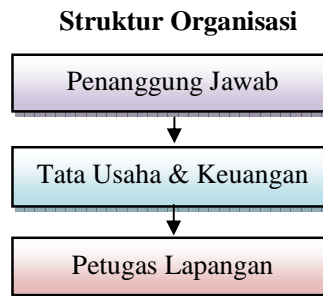 Struktur Organisasi
Penanggung Jawab
Tata Usaha & Keuangan
Petugas Lapangan